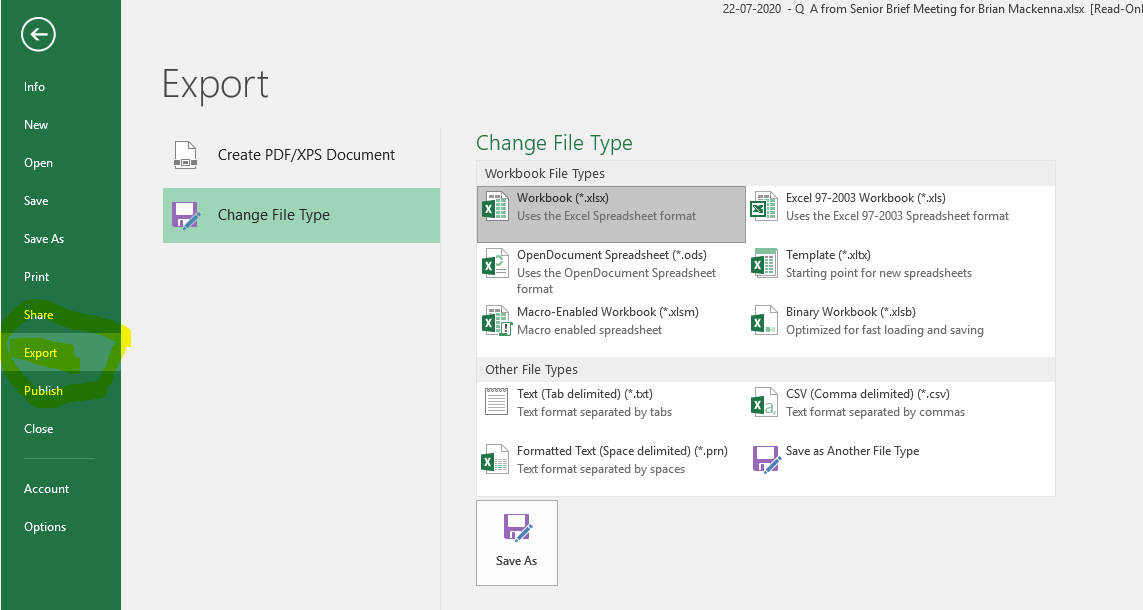 22-07-2020 - Q A from Senior Brief Meeting for Brian Mackenna.xlsx [Read-Onl
Info
New
Open
Save
Save As
Print
Share
Export
Publish
Close
Account
Options
Export
Create PDF/XPS Document
Change File Type
Change File Type
Workbook File Types
Workbook (*.xlsx)
Uses the Excel Spreadsheet format
Excel 97-2003 Workbook (*.xls)
Uses the Excel 97-2003 Spreadsheet format
OpenDocument Spreadsheet (*.ods)
Uses the OpenDocument Spreadsheet
format
Template (*.xltx)
Starting point for new spreadsheets
Macro-Enabled Workbook (*.xlsm)
Macro enabled spreadsheet
Binary Workbook (*.xlsb)
Optimized for fast loading and saving
Other File Types
Text (Tab delimited) (*.txt)
Text format separated by tabs
CSV (Comma delimited) (*.csv)
Text format separated by commas
Formatted Text (Space delimited) (*.prn)
Text format separated by spaces
Save as Another File Type
Save As